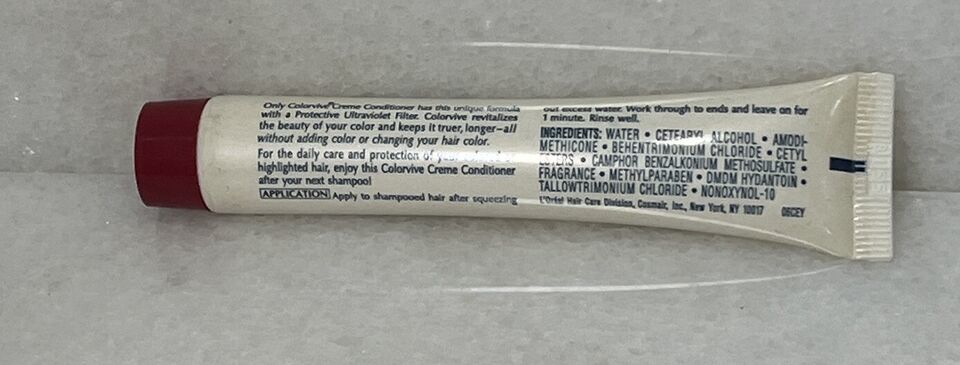 Only Colorvive® Creme Conditioner has this unique formula
with a Protective Ultraviolet Filter. Colorvive revitalizes
the beauty of your color and keeps it truer, longer—all
without adding color or changing your hair color.
For the daily care and protection of your
highlighted hair, enjoy this Colorvive Creme Conditioner
after your next shampoo!
APPLICATION Apply to shampooed hair after squeezing
out excess water. Work through to ends and leave on for
1 minute. Rinse well.
INGREDIENTS: WATER • CETEARYL ALCOHOL • AMODI-
METHICONE • BEHENTRIMONIUM CHLORIDE • CETYL
ESTERS • CAMPHOR BENZALKONIUM METHOSULFATE •
FRAGRANCE • METHYLPARABEN • DMDM HYDANTOIN •
TALLOWTRIMONIUM CHLORIDE • NONOXYNOL-10
L'Oréal Hair Care Division, Cosmair, Inc., New York, NY 10017 06CEY